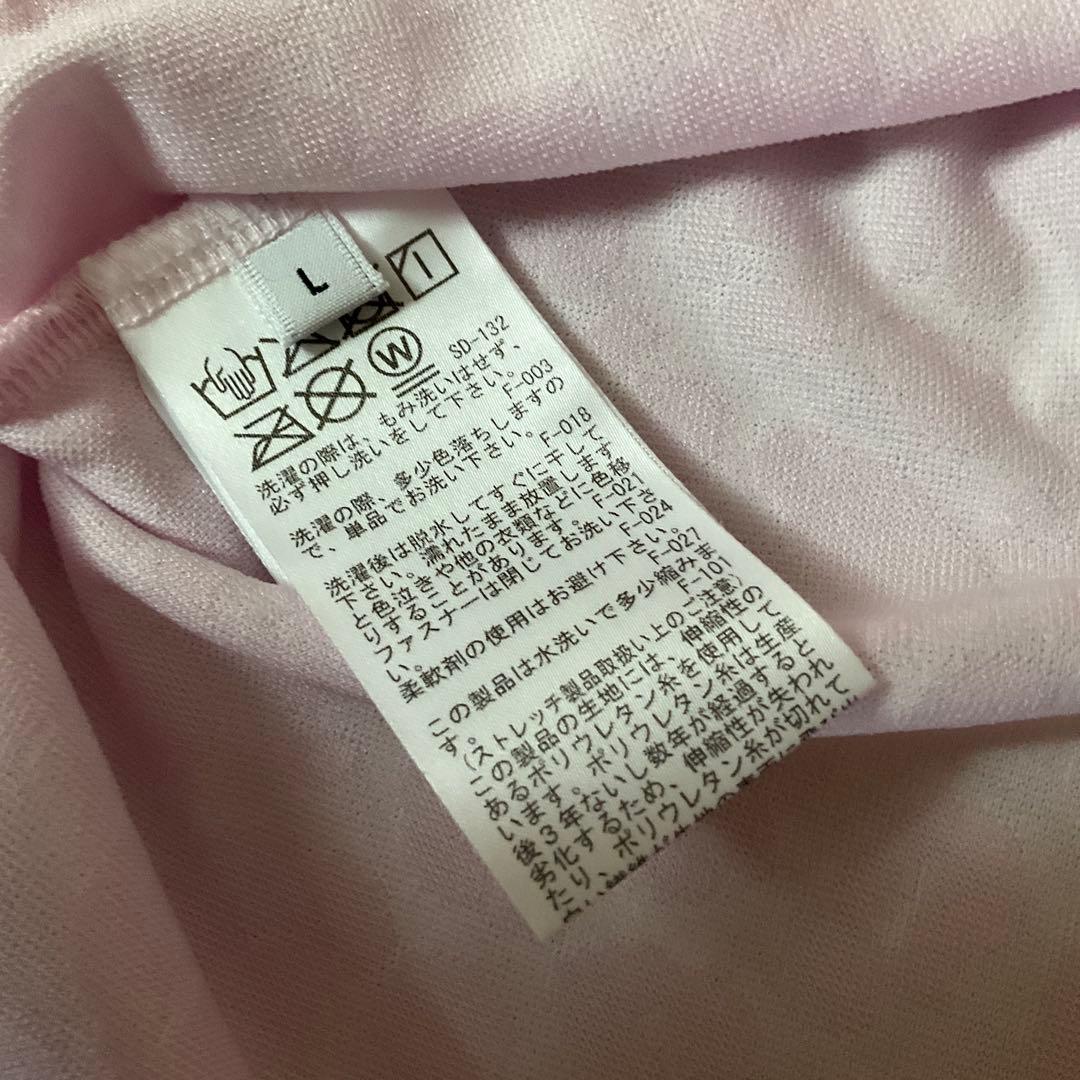 L
W
SD-132
洗濯の際は、もみ洗いはせず、
必ず押し洗いをして下さい。F-003
洗濯の際、多少色落ちしますの
で、単品でお洗い下さい。F-018
洗濯後は脱水してすぐに干して
下さい。濡れたまま放置します
と色泣きや他の衣類などに色移
りすることがあります。F-021
ファスナーは閉じてお洗い下さ
い。F-024
柔軟剤の使用はお避け下さい。
F-027
この製品は水洗いで多少縮みま
す。F-101
(ストレッチ製品取扱い上のご注意)
この製品の生地には、伸縮性の
あるポリウレタン糸を使用して
います。ポリウレタン糸は生産
後3年ないし数年が経過すると
劣化するため、伸縮性が失われ
たり、ポリウレタン糸が切れて